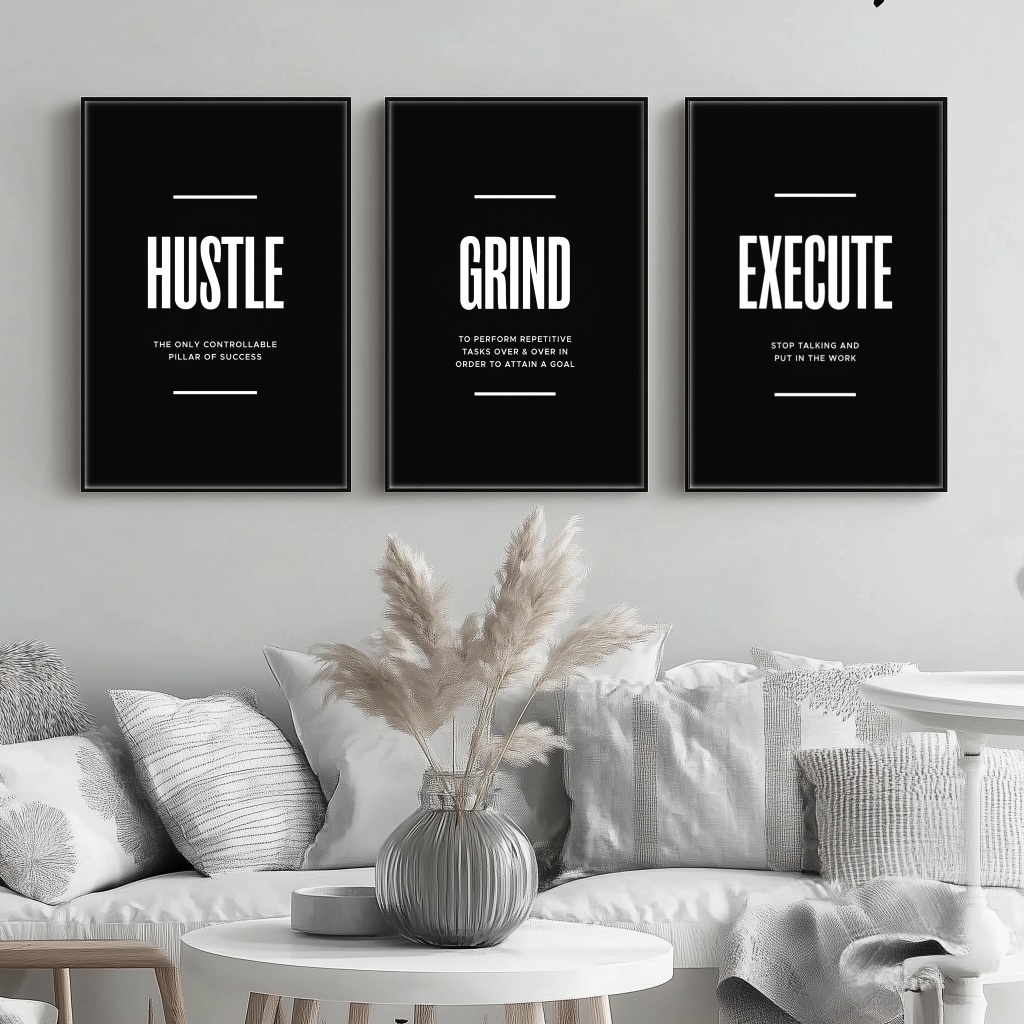 HUSTLE
THE ONLY CONTROLLABLE
PILLAR OF SUCCESS
GRIND
TO PERFORM REPETITIVE
TASKS OVER & OVER IN
ORDER TO ATTAIN A GOAL
EXECUTE
STOP TALKING AND
PUT IN THE WORK